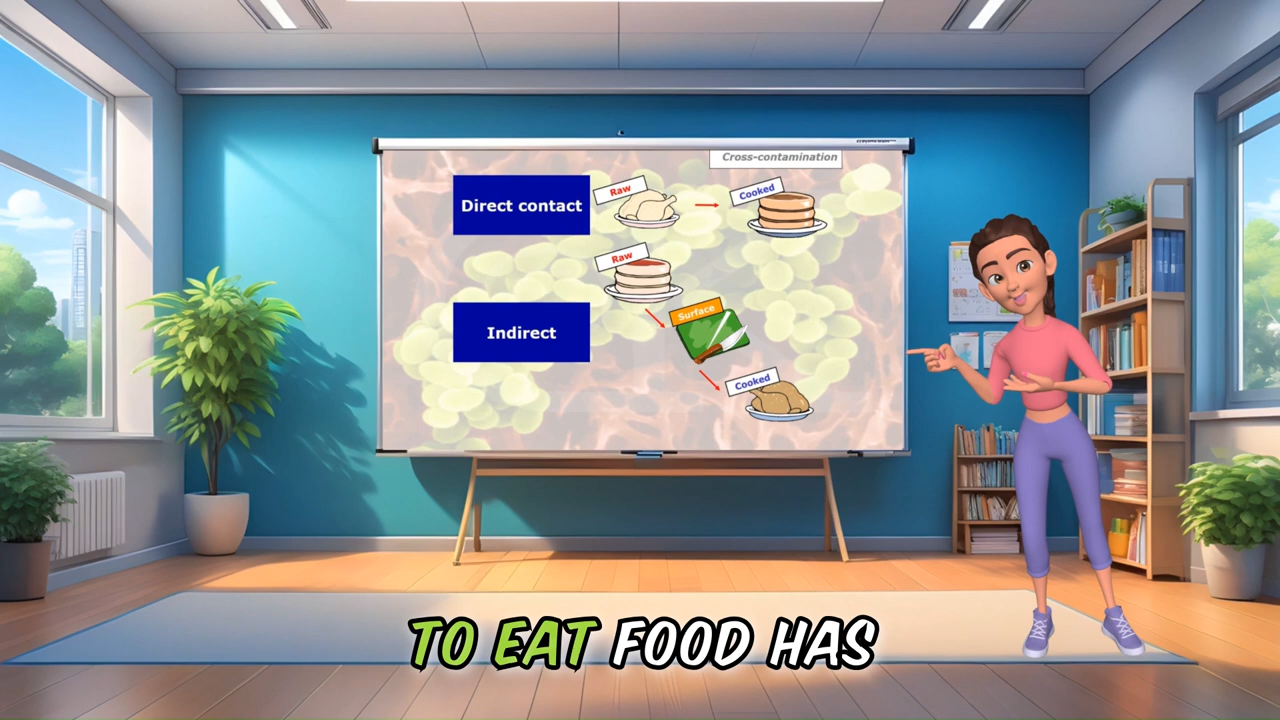 Cross-contamination
Direct contact
Raw
Cooked
Raw
Indirect
Surface
Cooked
TO EAT FOOD HAS